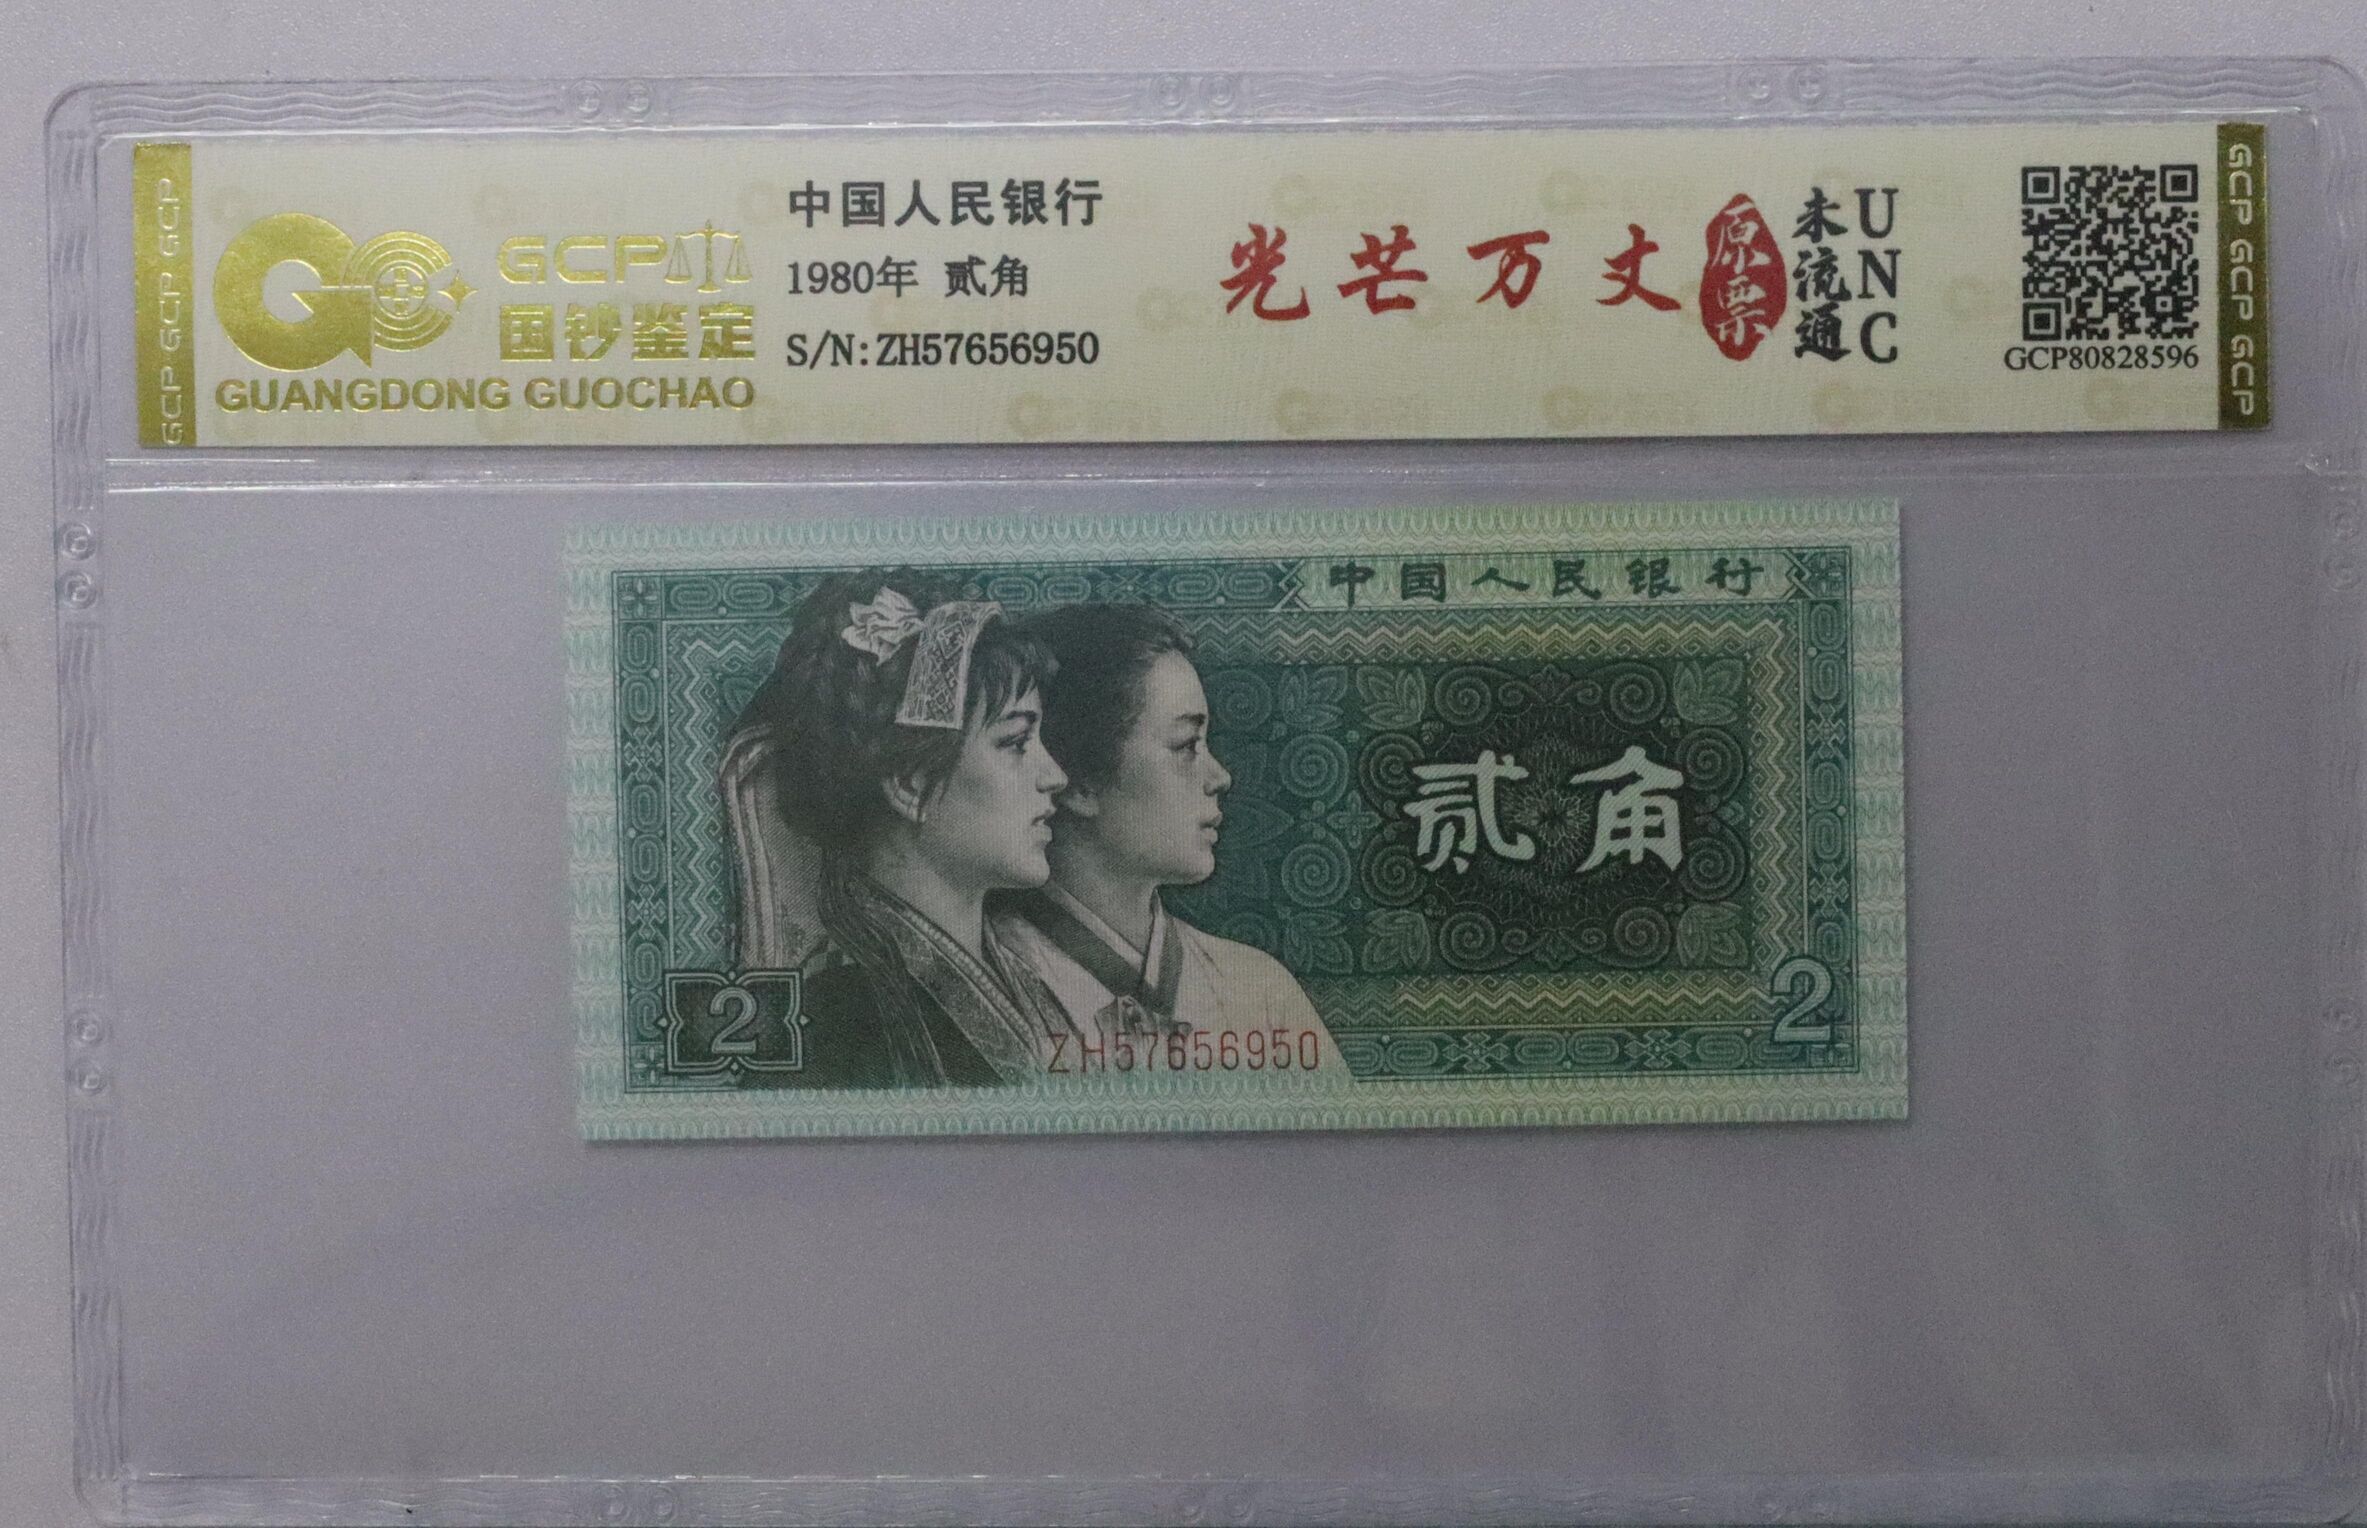 GCP GCP GCP
GCP
国钞鉴定
GUANGDONG GUOCHAO
中国人民银行
1980年 贰角
S/N:ZH57656950
光芒万丈
原票
未流通
UNC
GCP80828596
GCP GCP GCP
中国人民银行
贰角
2
2
ZH57656950